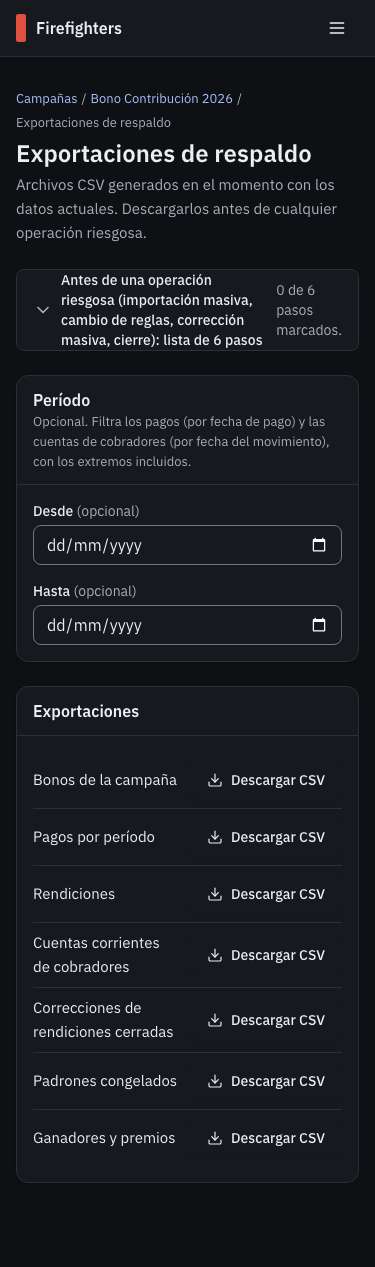 Firefighters
Campañas / Bono Contribución 2026 /
Exportaciones de respaldo
Exportaciones de respaldo
Archivos CSV generados en el momento con los
datos actuales. Descargarlos antes de cualquier
operación riesgosa.
Antes de una operación
riesgosa (importación masiva,
cambio de reglas, corrección
masiva, cierre): lista de 6 pasos
0 de 6
pasos
marcados.
Período
Opcional. Filtra los pagos (por fecha de pago) y las
cuentas de cobradores (por fecha del movimiento),
con los extremos incluidos.
Desde (opcional)
dd/mm/yyyy
Hasta (opcional)
dd/mm/yyyy
Exportaciones
Bonos de la campaña Descargar CSV
Pagos por período Descargar CSV
Rendiciones Descargar CSV
Cuentas corrientes
de cobradores
Descargar CSV
Correcciones de
rendiciones cerradas
Descargar CSV
Padrones congelados Descargar CSV
Ganadores y premios Descargar CSV